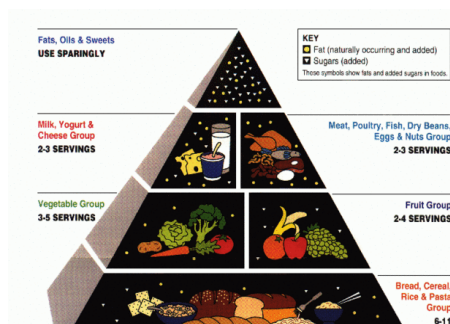 Fats, Oils & Sweets
USE SPARINGLY
KEY
Fat (naturally occurring and added)
Sugars (added)
These symbols show fats and added sugars in foods.
Milk, Yogurt &
Cheese Group
2-3 SERVINGS
Meat, Poultry, Fish, Dry Beans,
Eggs & Nuts Group
2-3 SERVINGS
Vegetable Group
3-5 SERVINGS
Fruit Group
2-4 SERVINGS
Bread, Cereal,
Rice & Pasta
Group
6-11